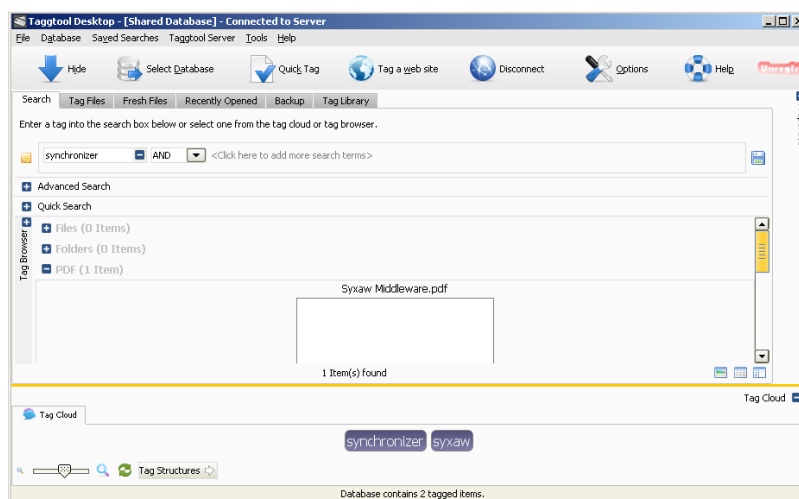 Taggtool Desktop - [Shared Database] - Connected to Server
File Database Saved Searches Taggtool Server Tools Help
Hide Select Database Quick Tag Tag a web site Disconnect Options Help
Search Tag Files Fresh Files Recently Opened Backup Tag Library
Enter a tag into the search box below or select one from the tag cloud or tag browser.
synchronizer AND <Click here to add more search terms>
Advanced Search
Quick Search
Tag Browser
Files (0 Items)
Folders (0 Items)
PDF (1 Item)
Syxaw Middleware.pdf
1 Item(s) found
Tag Cloud
Tag Cloud
synchronizer syxaw
Tag Structures
Database contains 2 tagged items.